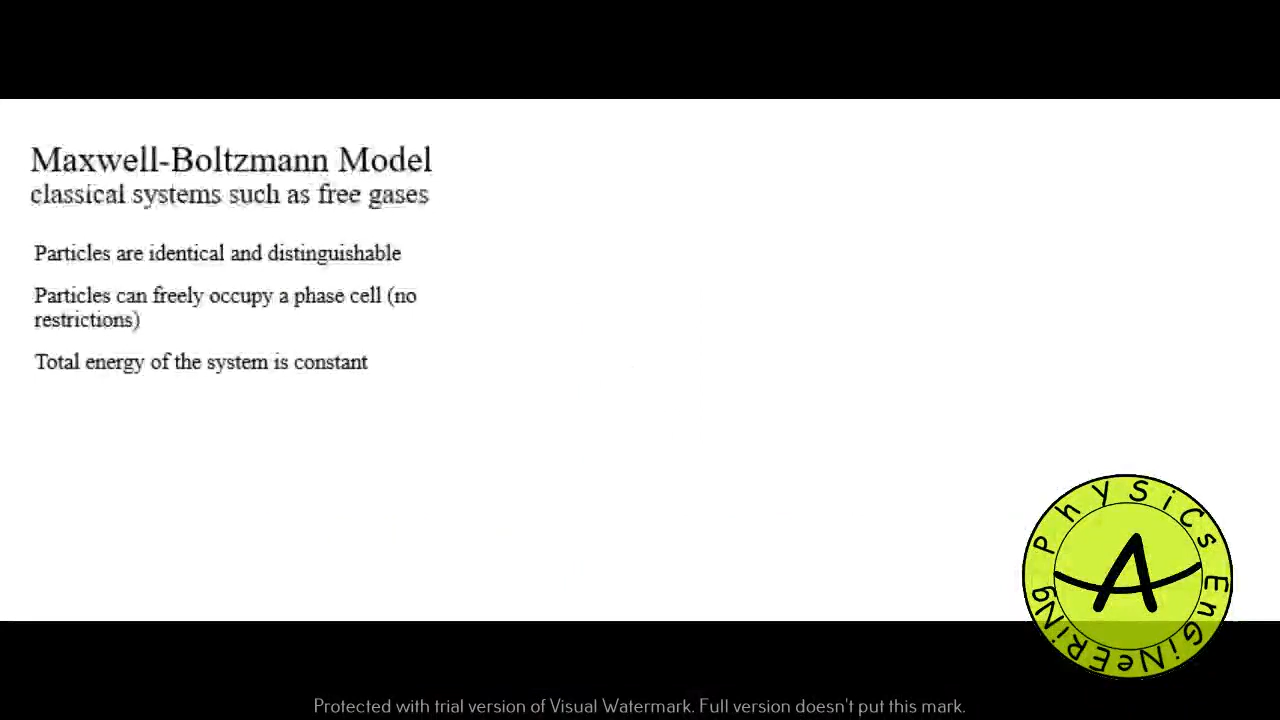 Maxwell-Boltzmann Model
classical systems such as free gases
Particles are identical and distinguishable
Particles can freely occupy a phase cell (no
restrictions)
Total energy of the system is constant
PhYSiCs EnGiNeERiNg
A
Protected with trial version of Visual Watermark. Full version doesn't put this mark.